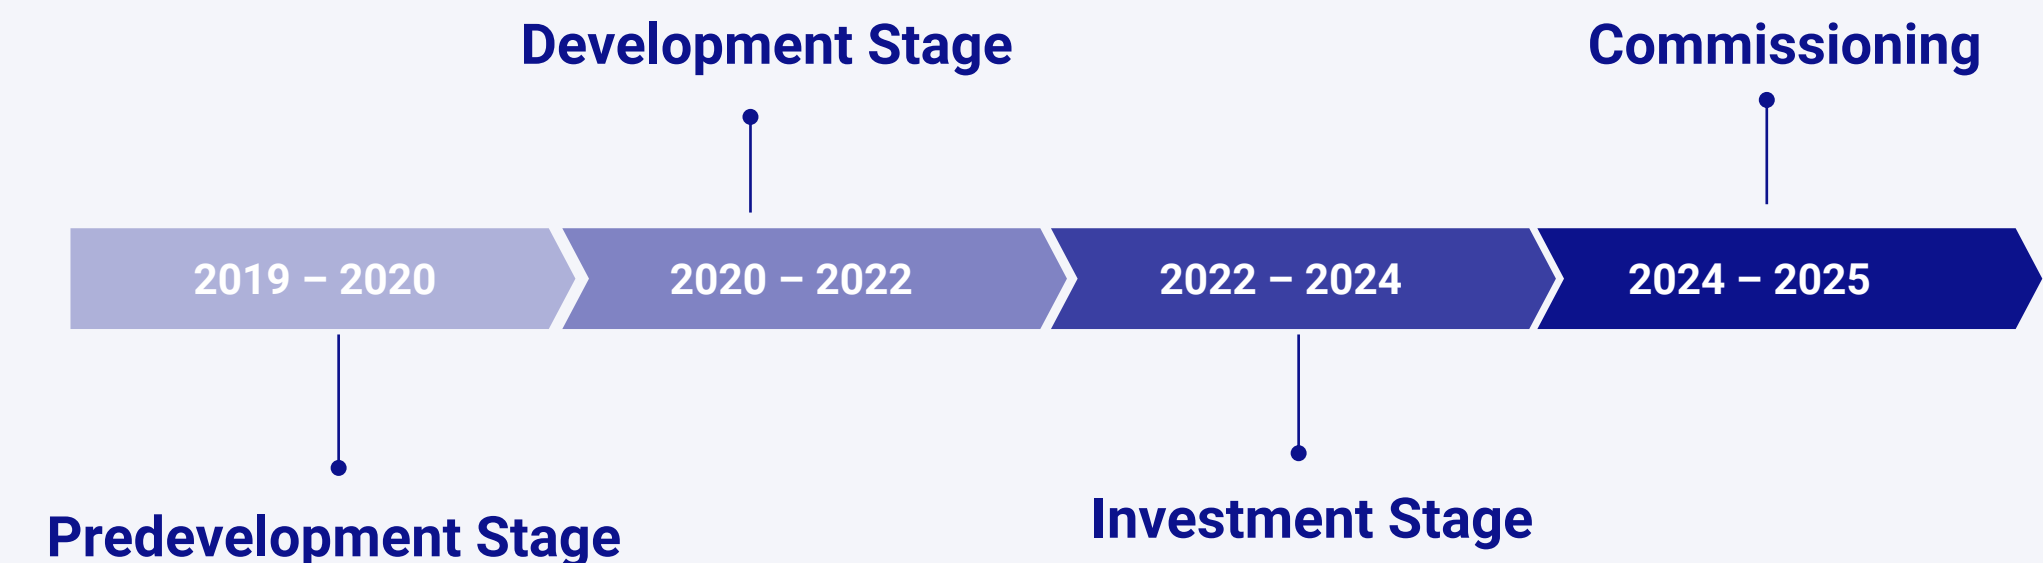 Development Stage
Commissioning
2019 – 2020
2020 – 2022
2022 – 2024
2024 – 2025
Predevelopment Stage
Investment Stage